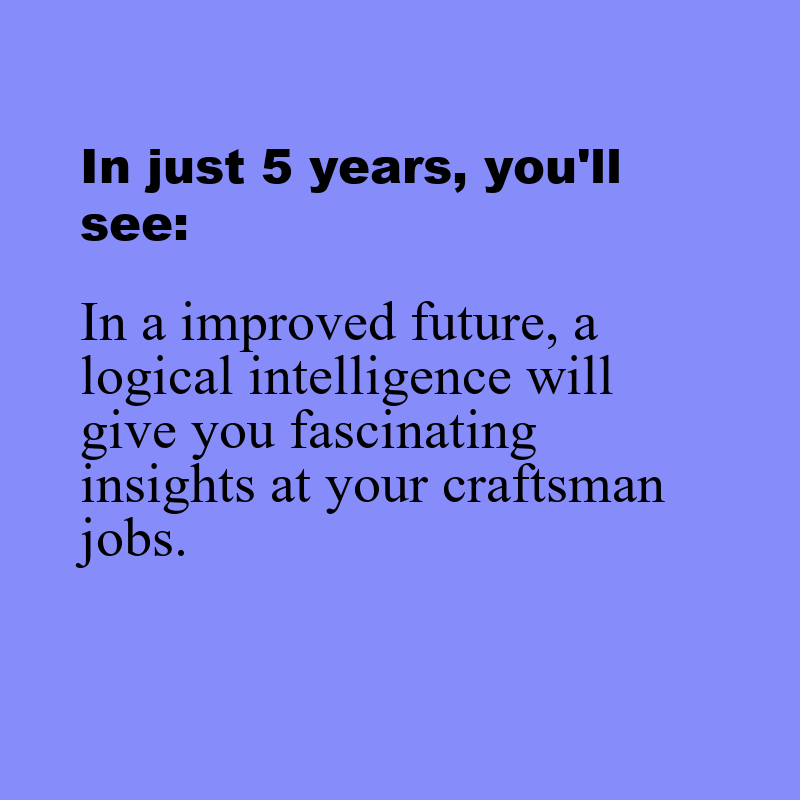 In just 5 years, you'll
see:
In a improved future, a
logical intelligence will
give you fascinating
insights at your craftsman
jobs.